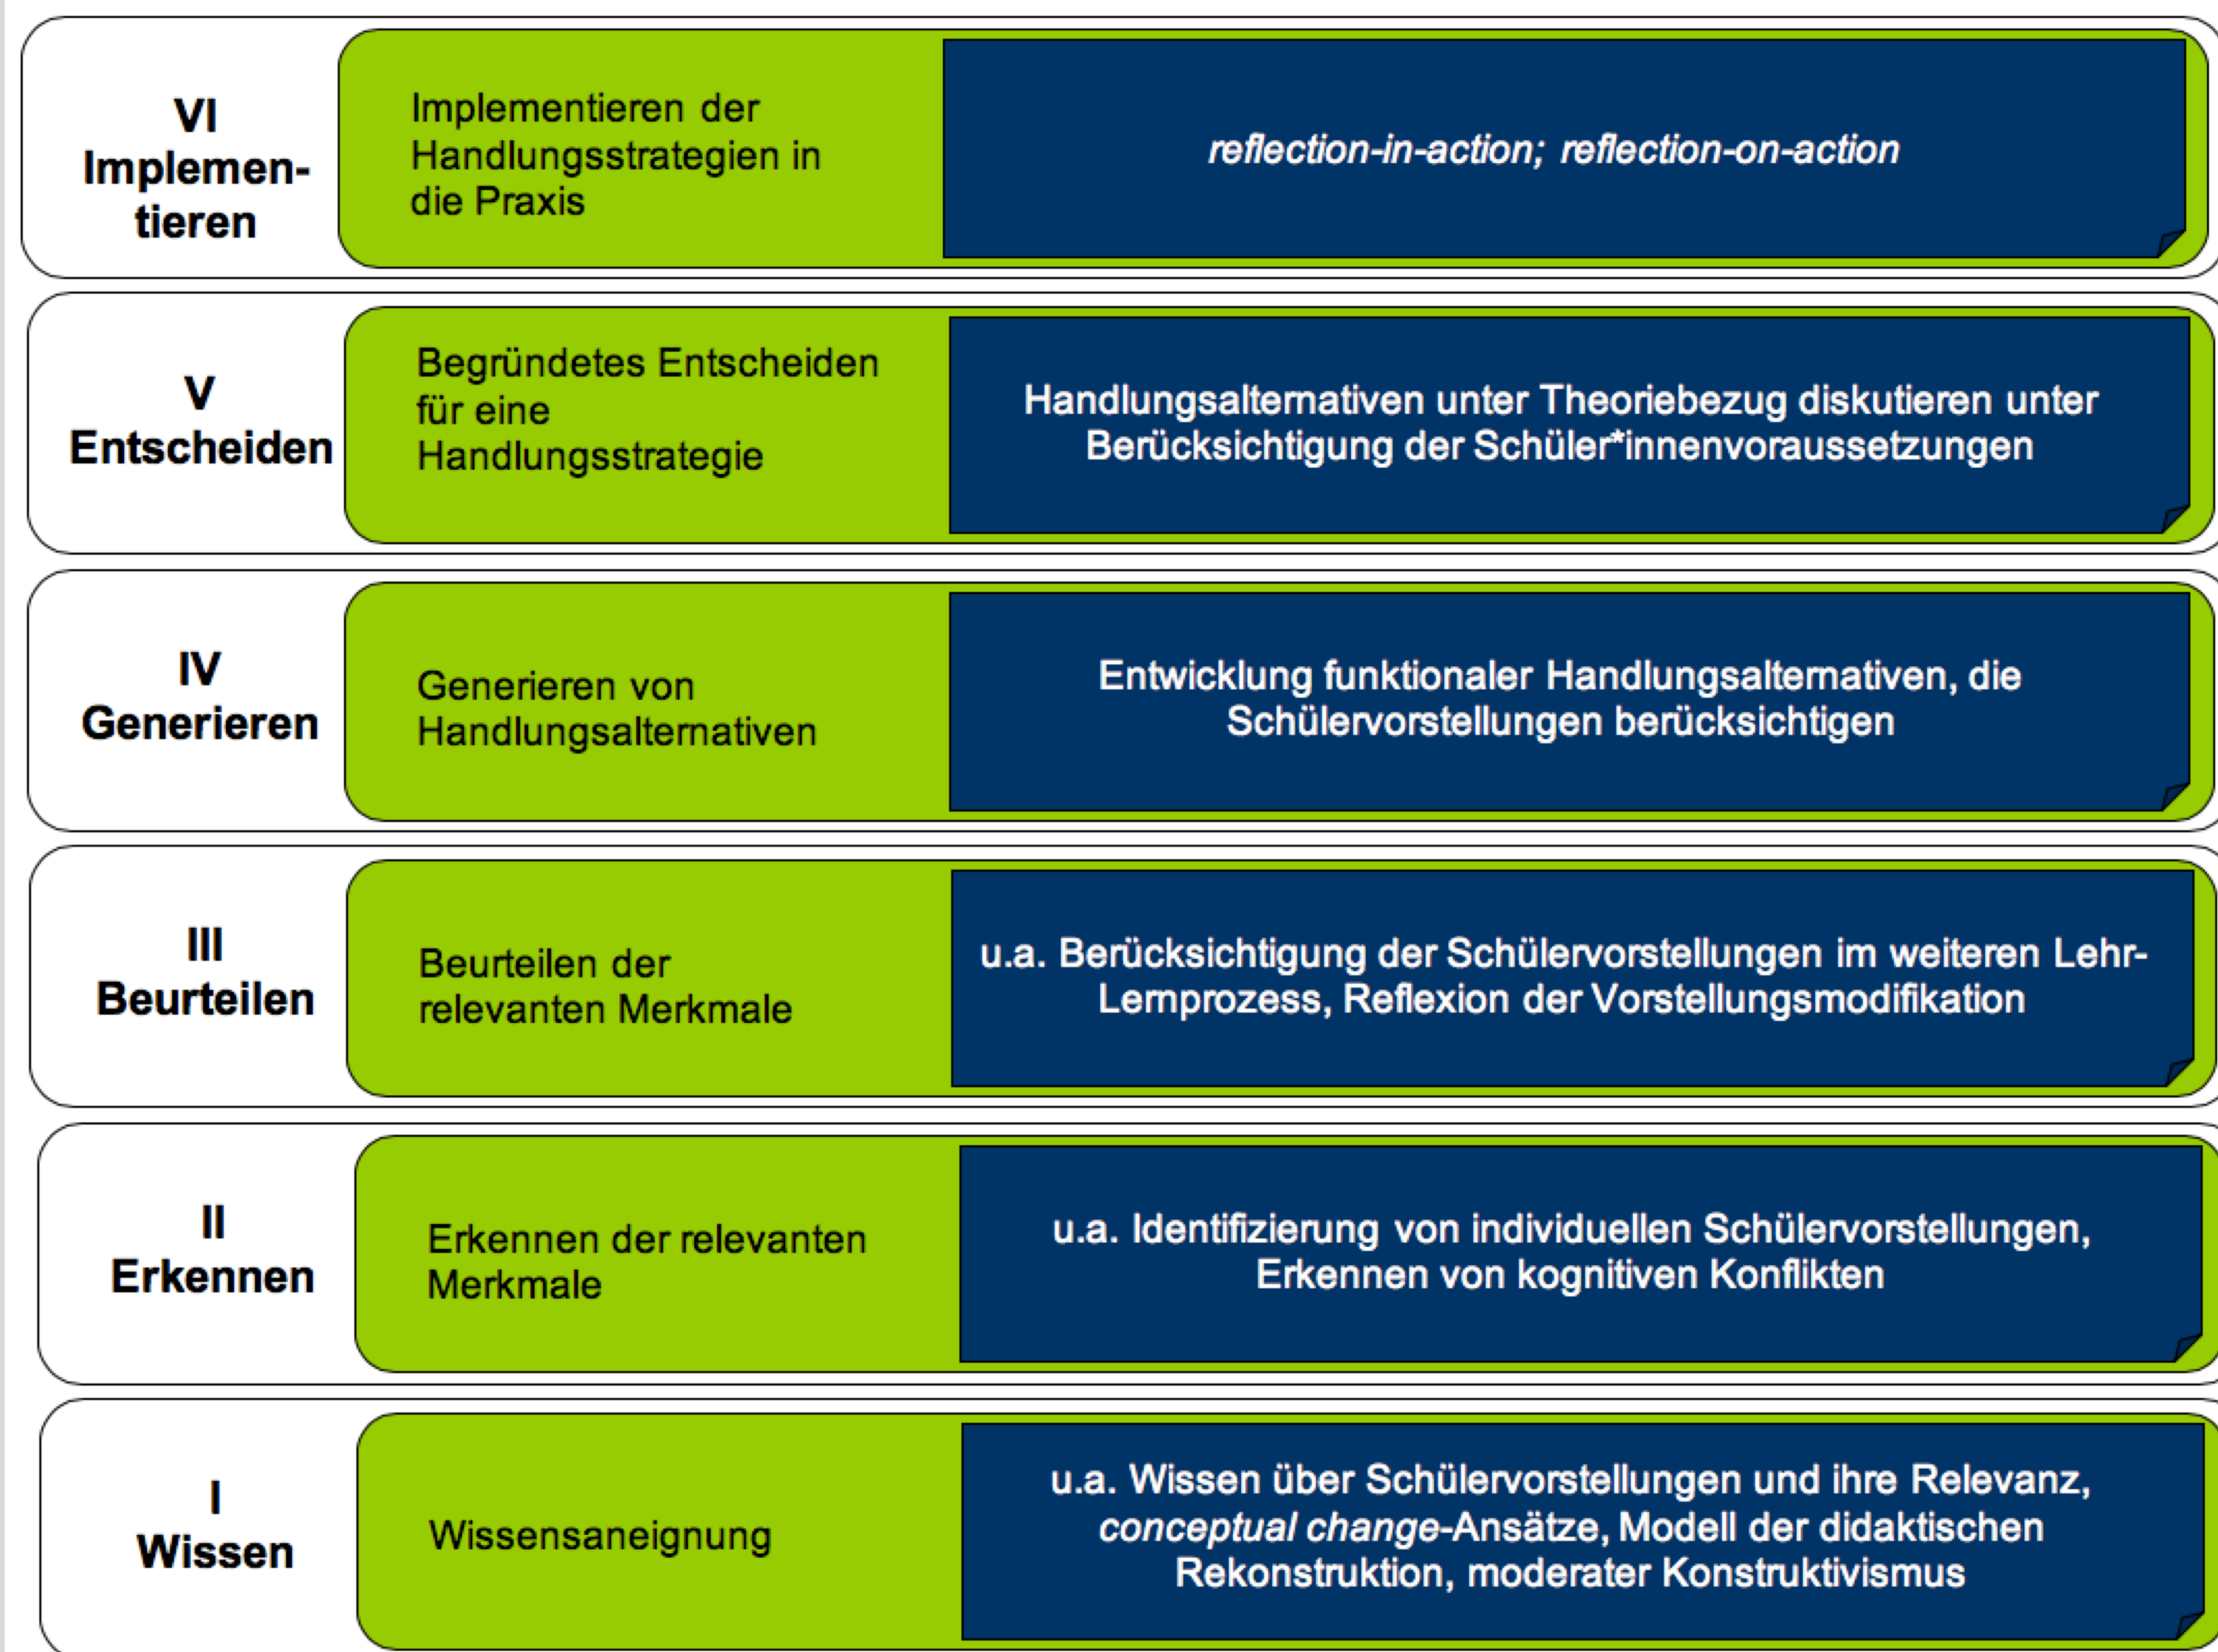 VI
Implemen-
tieren
Implementieren der
Handlungsstrategien in
die Praxis
reflection-in-action; reflection-on-action
V
Entscheiden
Begründetes Entscheiden
für eine
Handlungsstrategie
Handlungsalternativen unter Theoriebezug diskutieren unter
Berücksichtigung der Schüler*innenvoraussetzungen
IV
Generieren
Generieren von
Handlungsalternativen
Entwicklung funktionaler Handlungsalternativen, die
Schülervorstellungen berücksichtigen
III
Beurteilen
Beurteilen der
relevanten Merkmale
u.a. Berücksichtigung der Schülervorstellungen im weiteren Lehr-
Lernprozess, Reflexion der Vorstellungsmodifikation
II
Erkennen
Erkennen der relevanten
Merkmale
u.a. Identifizierung von individuellen Schülervorstellungen,
Erkennen von kognitiven Konflikten
I
Wissen
Wissensaneignung
u.a. Wissen über Schülervorstellungen und ihre Relevanz,
conceptual change-Ansätze, Modell der didaktischen
Rekonstruktion, moderater Konstruktivismus